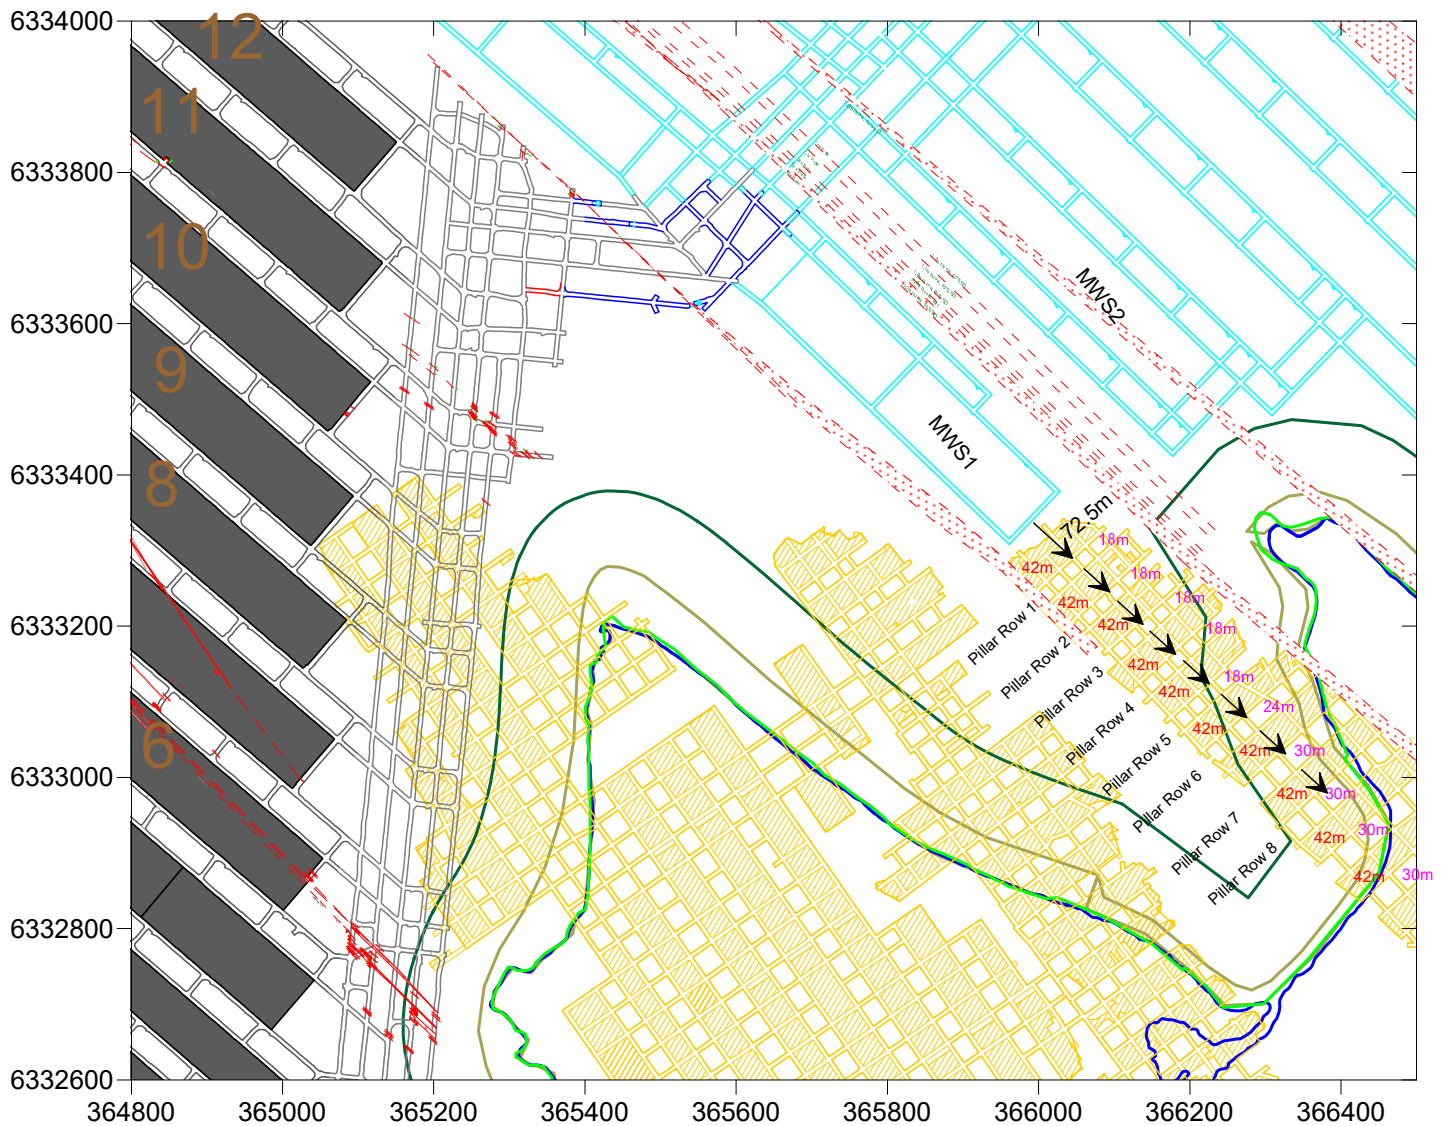 6334000
6333800
6333600
6333400
6333200
6333000
6332800
6332600
364800
365000
365200
365400
365600
365800
366000
366200
366400
12
11
10
9
8
6
MWS2
MWS1
72.5m
18m
42m
18m
42m
18m
42m
18m
42m
18m
42m
24m
42m
30m
42m
30m
42m
30m
42m
30m
42m
Pillar Row 1
Pillar Row 2
Pillar Row 3
Pillar Row 4
Pillar Row 5
Pillar Row 6
Pillar Row 7
Pillar Row 8